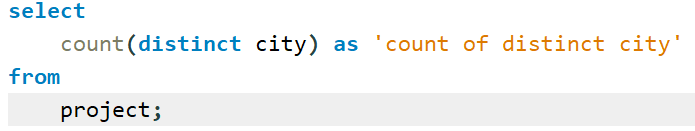 select
    count(distinct city) as 'count of distinct city'
from
    project;